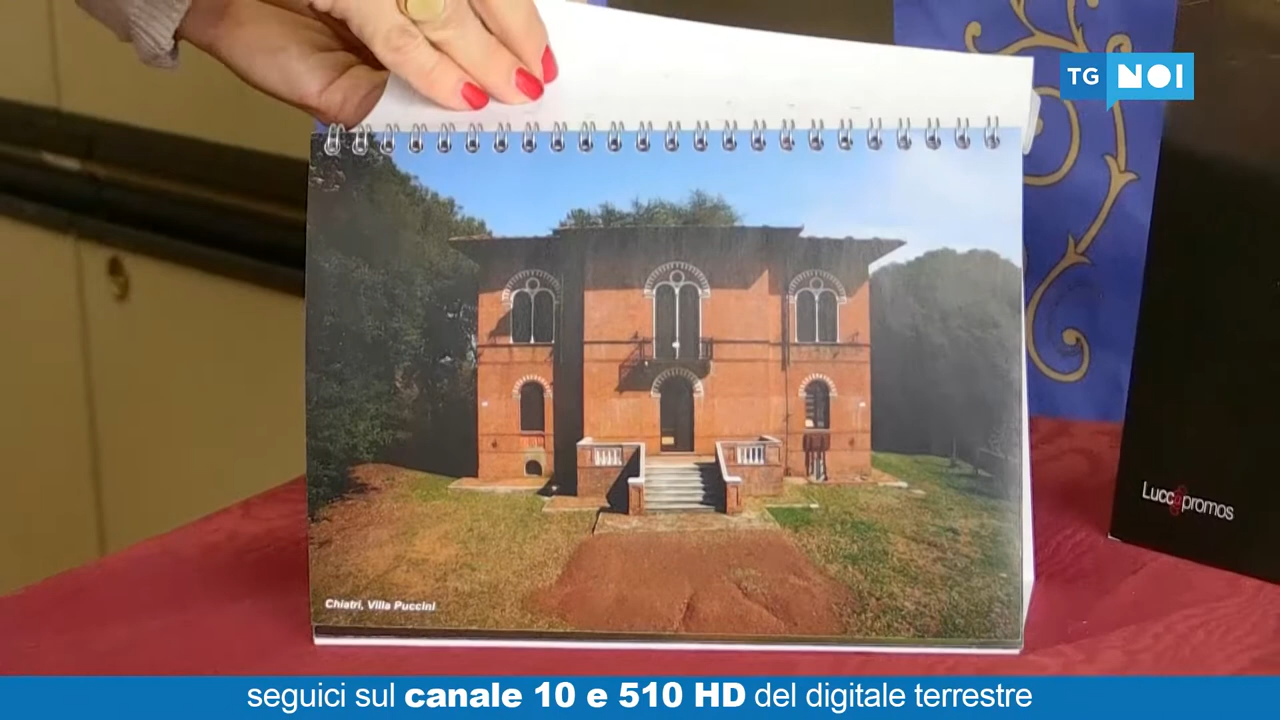 TG NOI
Lucca promos
Chiatri, Villa Puccini
seguici sul canale 10 e 510 HD del digitale terrestre